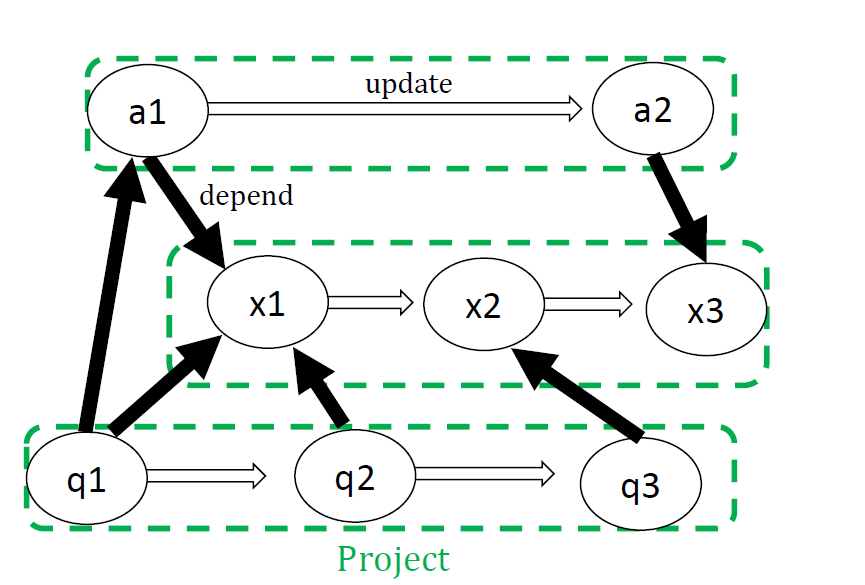 update
a1
a2
depend
x1
x2
x3
q1
q2
q3
Project